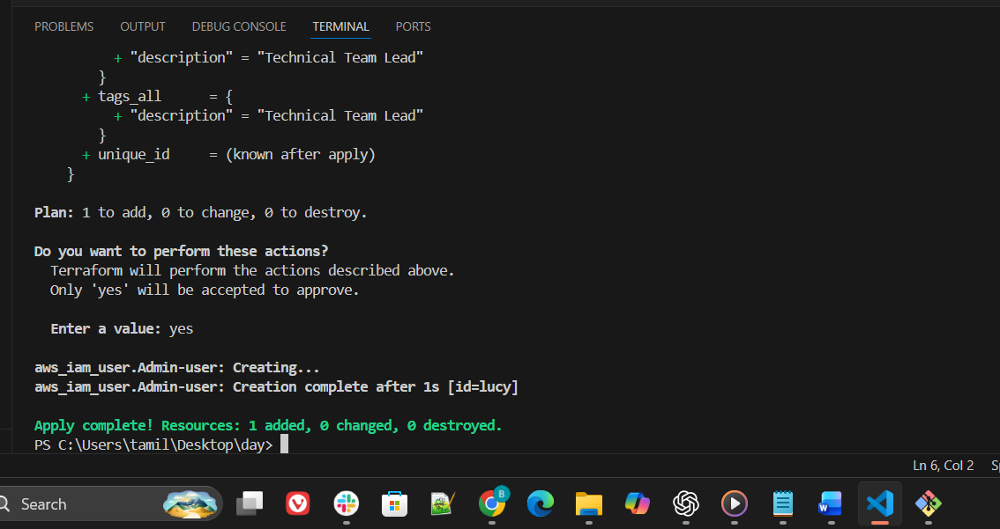 PROBLEMS OUTPUT DEBUG CONSOLE TERMINAL PORTS
+ "description" = "Technical Team Lead"
}
+ tags_all = {
+ "description" = "Technical Team Lead"
}
+ unique_id = (known after apply)
}
Plan: 1 to add, 0 to change, 0 to destroy.
Do you want to perform these actions?
Terraform will perform the actions described above.
Only 'yes' will be accepted to approve.
Enter a value: yes
aws_iam_user.Admin-user: Creating...
aws_iam_user.Admin-user: Creation complete after 1s [id=lucy]
Apply complete! Resources: 1 added, 0 changed, 0 destroyed.
PS C:\Users\tamil\Desktop\day>
Ln 6, Col 2
Search
B
W